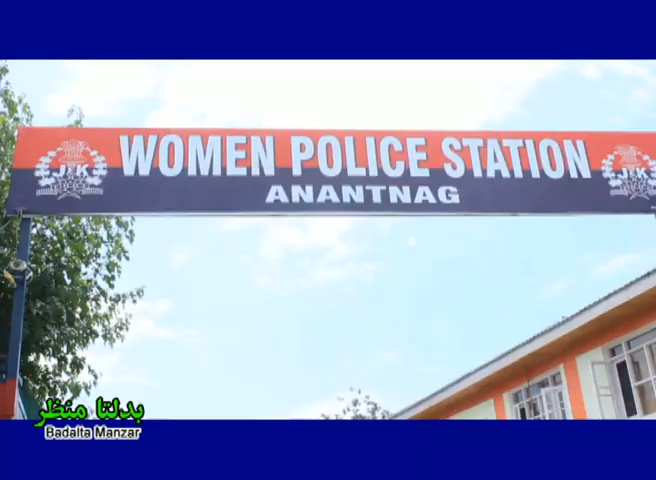 WOMEN POLICE STATION
ANANTNAG
J K
J K
بدلتا منظر
Badalta Manzar